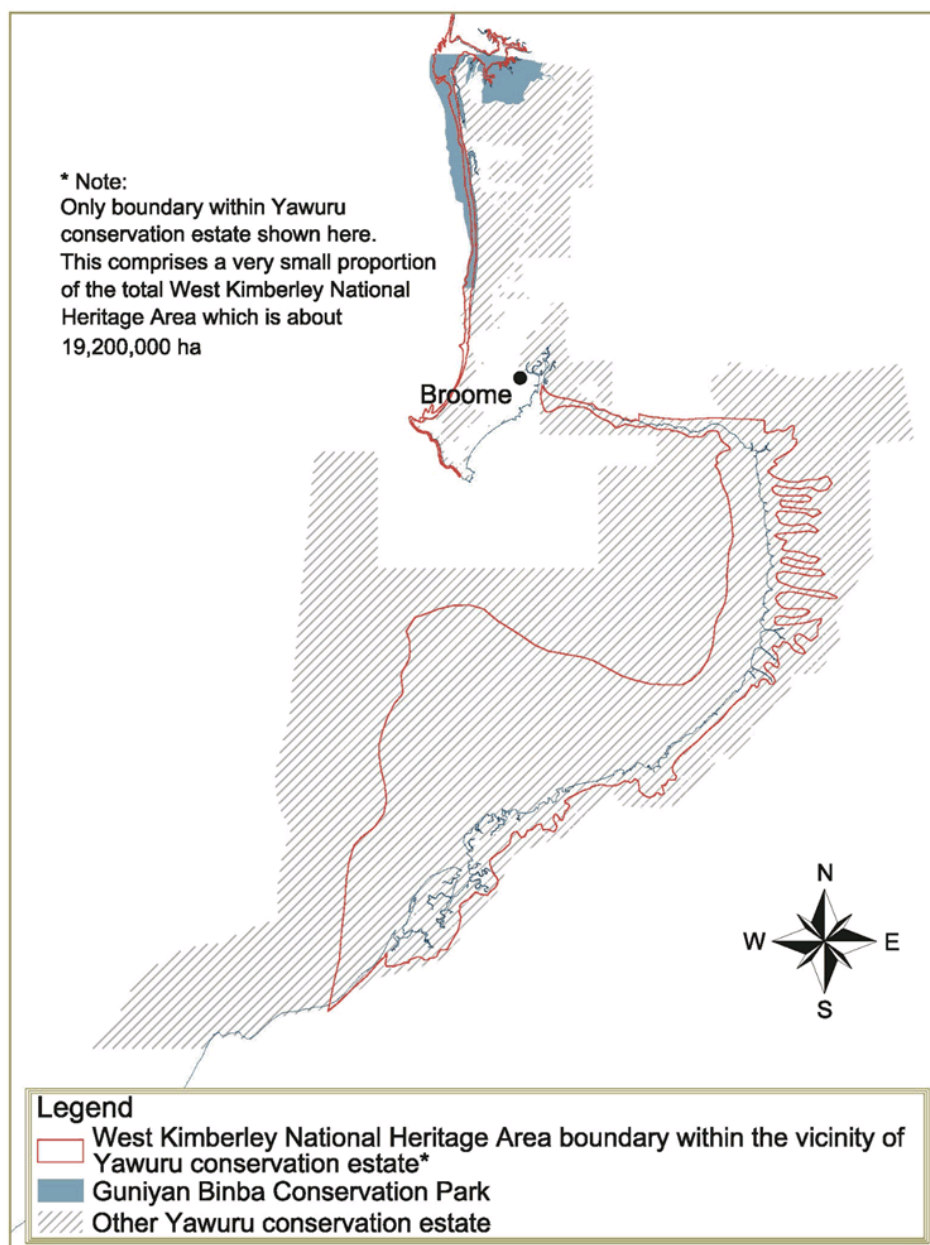 * Note:
Only boundary within Yawuru
conservation estate shown here.
This comprises a very small proportion
of the total West Kimberley National
Heritage Area which is about
19,200,000 ha
Broome
N
W
E
S
Legend
West Kimberley National Heritage Area boundary within the vicinity of
Yawuru conservation estate*
Guniyan Binba Conservation Park
Other Yawuru conservation estate